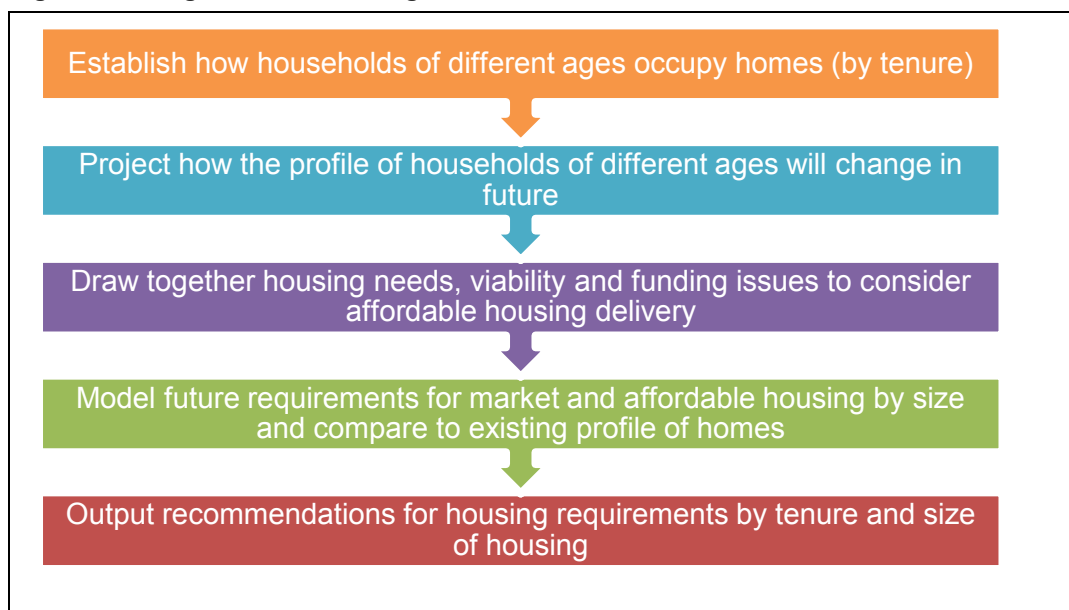 Establish how households of different ages occupy homes (by tenure)
Project how the profile of households of different ages will change in
future
Draw together housing needs, viability and funding issues to consider
affordable housing delivery
Model future requirements for market and affordable housing by size
and compare to existing profile of homes
Output recommendations for housing requirements by tenure and size
of housing